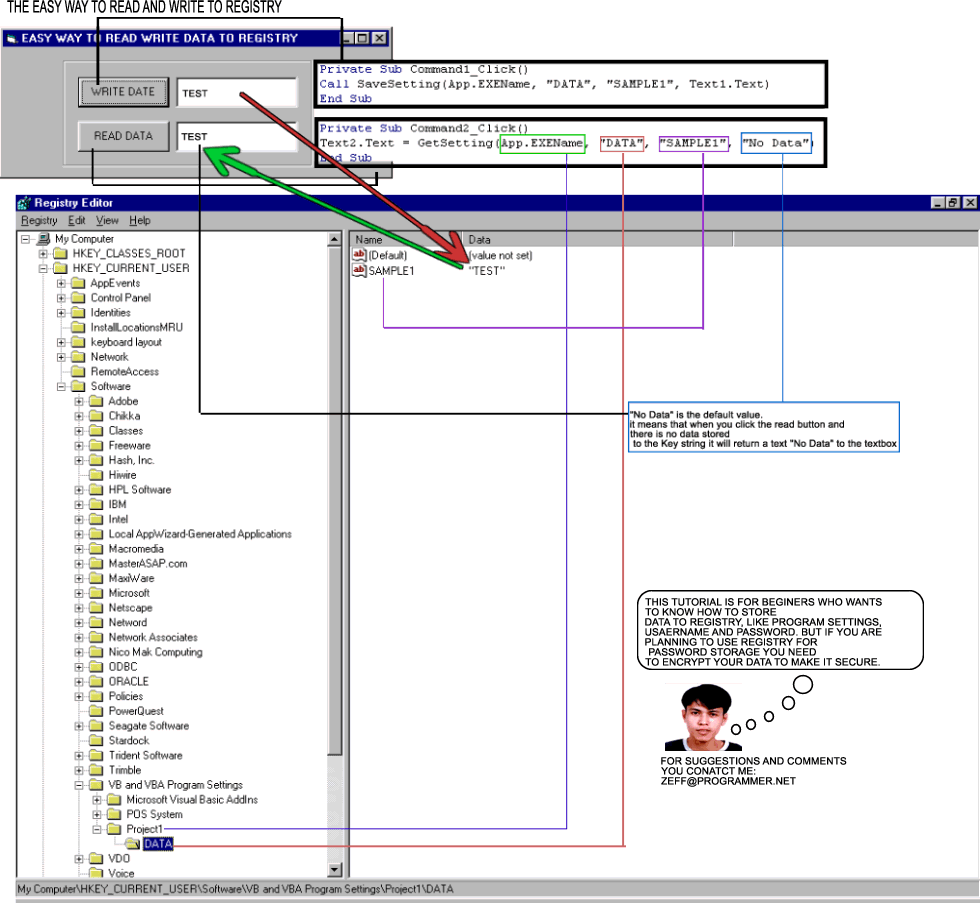 THE EASY WAY TO READ AND WRITE TO REGISTRY
EASY WAY TO READ WRITE DATA TO REGISTRY
WRITE DATE
TEST
READ DATA
TEST
Private Sub Command1_Click()
Call SaveSetting(App.EXEName, "DATA", "SAMPLE1", Text1.Text)
End Sub
Private Sub Command2_Click()
Text2.Text = GetSetting(App.EXEName, "DATA", "SAMPLE1", "No Data")
End Sub
Registry Editor
Registry Edit View Help
My Computer
HKEY_CLASSES_ROOT
HKEY_CURRENT_USER
AppEvents
Control Panel
Identities
InstallLocationsMRU
keyboard layout
Network
RemoteAccess
Software
Adobe
Chikka
Classes
Freeware
Hash, Inc.
Hiwire
HPL Software
IBM
Intel
Local AppWizard-Generated Applications
Macromedia
MasterASAP.com
MaxiWare
Microsoft
Netscape
Netword
Network Associates
Nico Mak Computing
ODBC
ORACLE
Policies
PowerQuest
Seagate Software
Stardock
Trident Software
Trimble
VB and VBA Program Settings
Microsoft Visual Basic AddIns
POS System
Project1
DATA
VDO
Voice
Name Data
(Default) (value not set)
SAMPLE1 "TEST"
"No Data" is the default value.
it means that when you click the read button and
there is no data stored
to the Key string it will return a text "No Data" to the textbox
THIS TUTORIAL IS FOR BEGINERS WHO WANTS
TO KNOW HOW TO STORE
DATA TO REGISTRY, LIKE PROGRAM SETTINGS,
USAERNAME AND PASSWORD. BUT IF YOU ARE
PLANNING TO USE REGISTRY FOR
PASSWORD STORAGE YOU NEED
TO ENCRYPT YOUR DATA TO MAKE IT SECURE.
FOR SUGGESTIONS AND COMMENTS
YOU CONATCT ME:
ZEFF@PROGRAMMER.NET
My Computer\HKEY_CURRENT_USER\Software\VB and VBA Program Settings\Project1\DATA